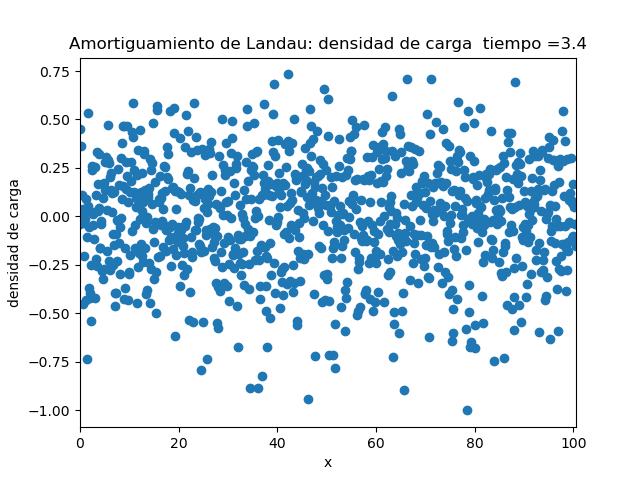 Amortiguamiento de Landau: densidad de carga  tiempo =3.4
0.75
0.50
0.25
0.00
−0.25
−0.50
−0.75
−1.00
densidad de carga
0 20 40 60 80 100
x